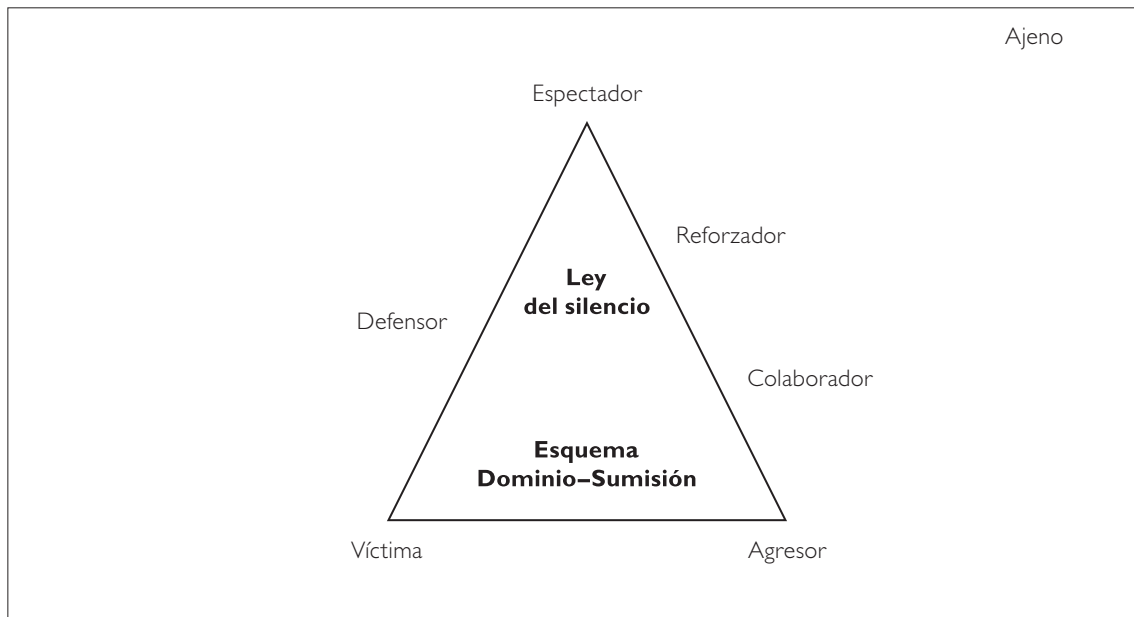 Ajeno
Espectador
Reforzador
Ley
del silencio
Defensor
Colaborador
Esquema
Dominio–Sumisión
Víctima
Agresor